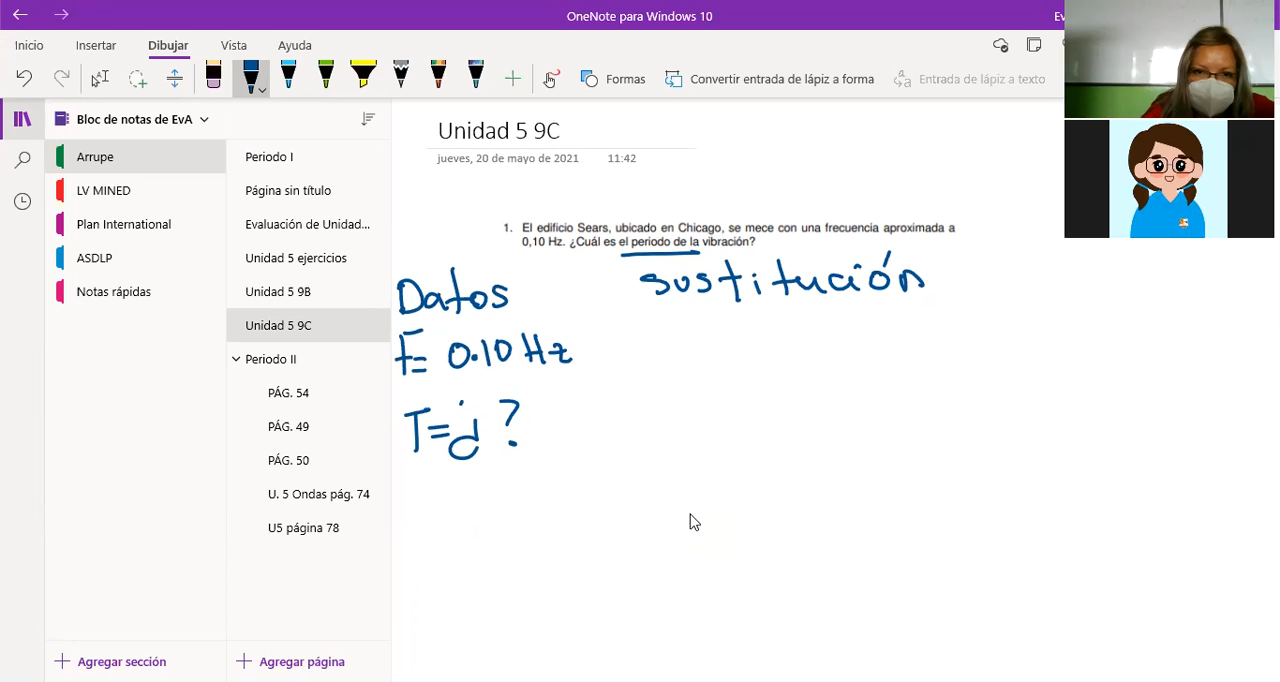 OneNote para Windows 10
Ev
Inicio
Insertar
Dibujar
Vista
Ayuda
Formas
Convertir entrada de lápiz a forma
Entrada de lápiz a texto
Bloc de notas de EvA
Arrupe
LV MINED
Plan International
ASDLP
Notas rápidas
Periodo I
Página sin título
Evaluación de Unidad...
Unidad 5 ejercicios
Unidad 5 9B
Unidad 5 9C
Periodo II
PÁG. 54
PÁG. 49
PÁG. 50
U. 5 Ondas pág. 74
U5 página 78
Agregar sección
Agregar página
Unidad 5 9C
jueves, 20 de mayo de 2021 11:42
1. El edificio Sears, ubicado en Chicago, se mece con una frecuencia aproximada a
0,10 Hz. ¿Cuál es el periodo de la vibración?
Datos
sustitución
F= 0.10 Hz
T=¿?